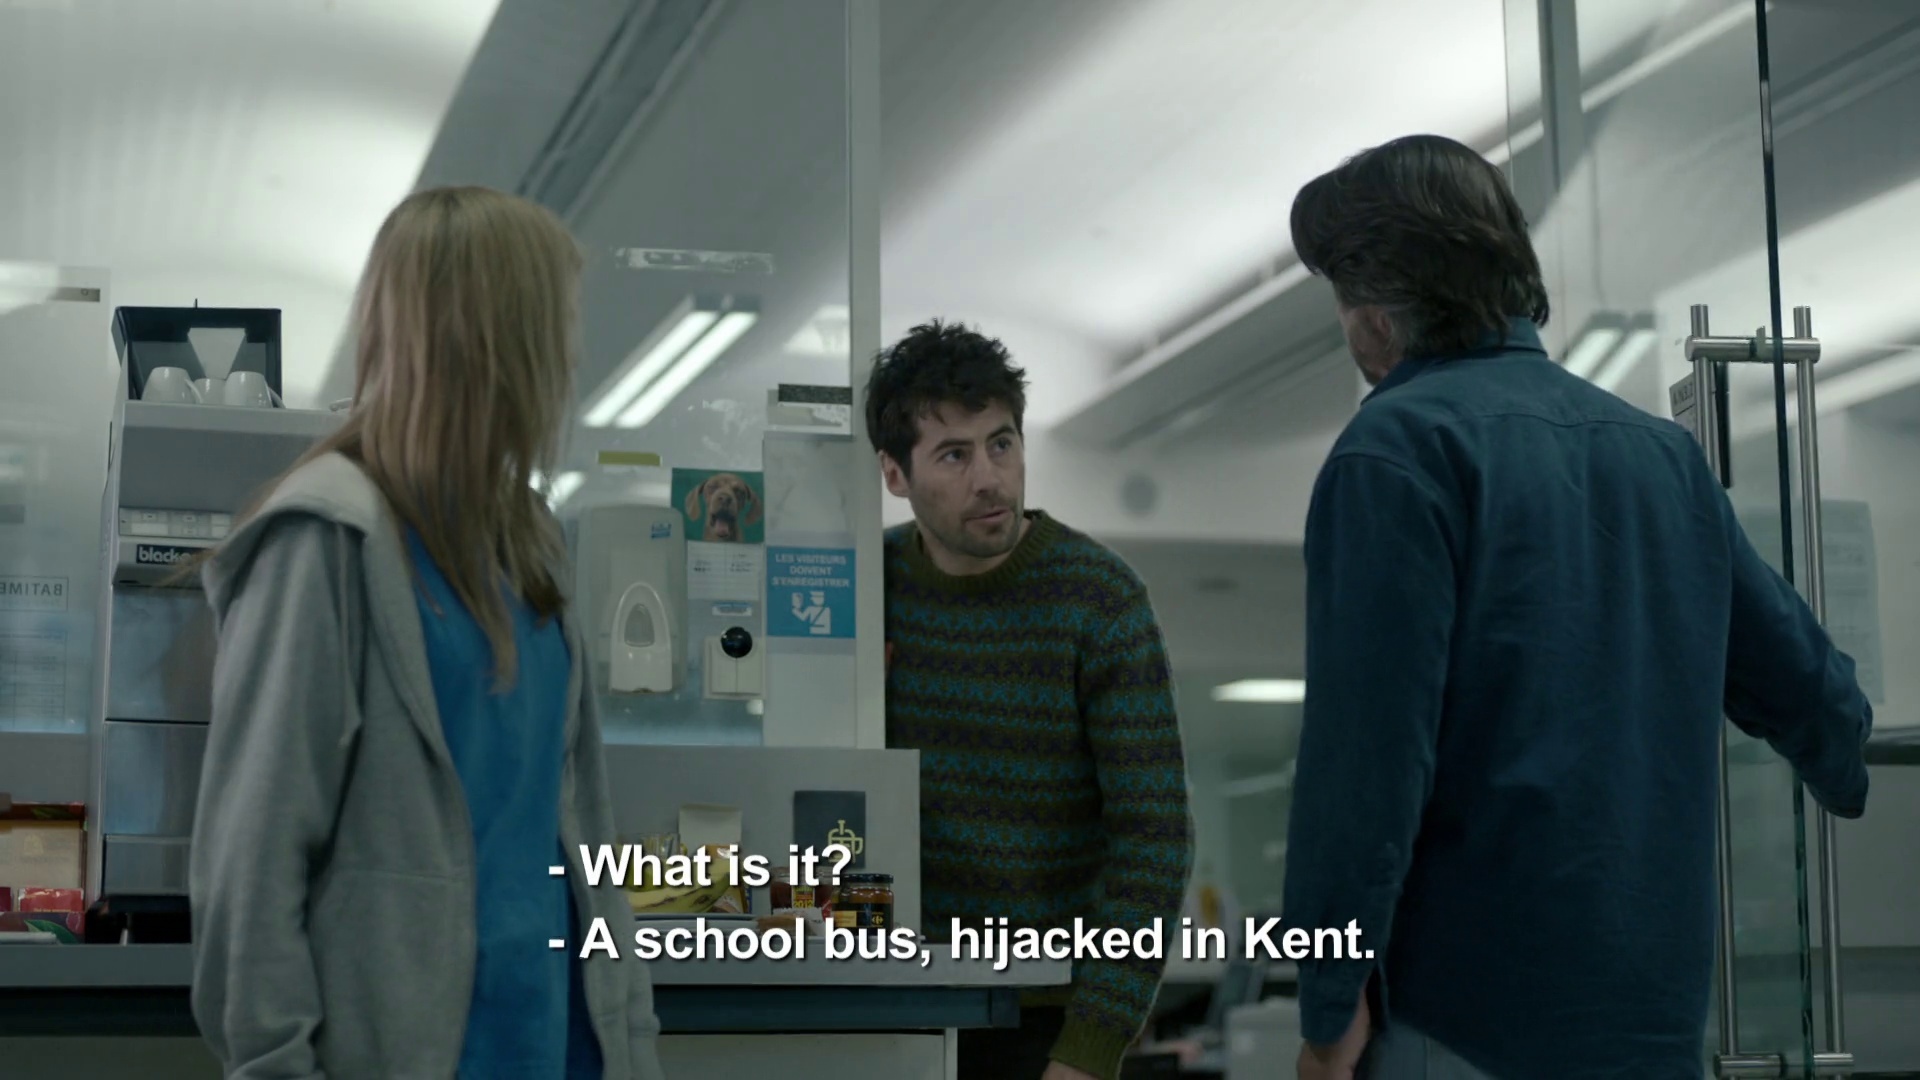 LES VISITEURS
DOIVENT
S'ENREGISTRER
- What is it?
- A school bus, hijacked in Kent.